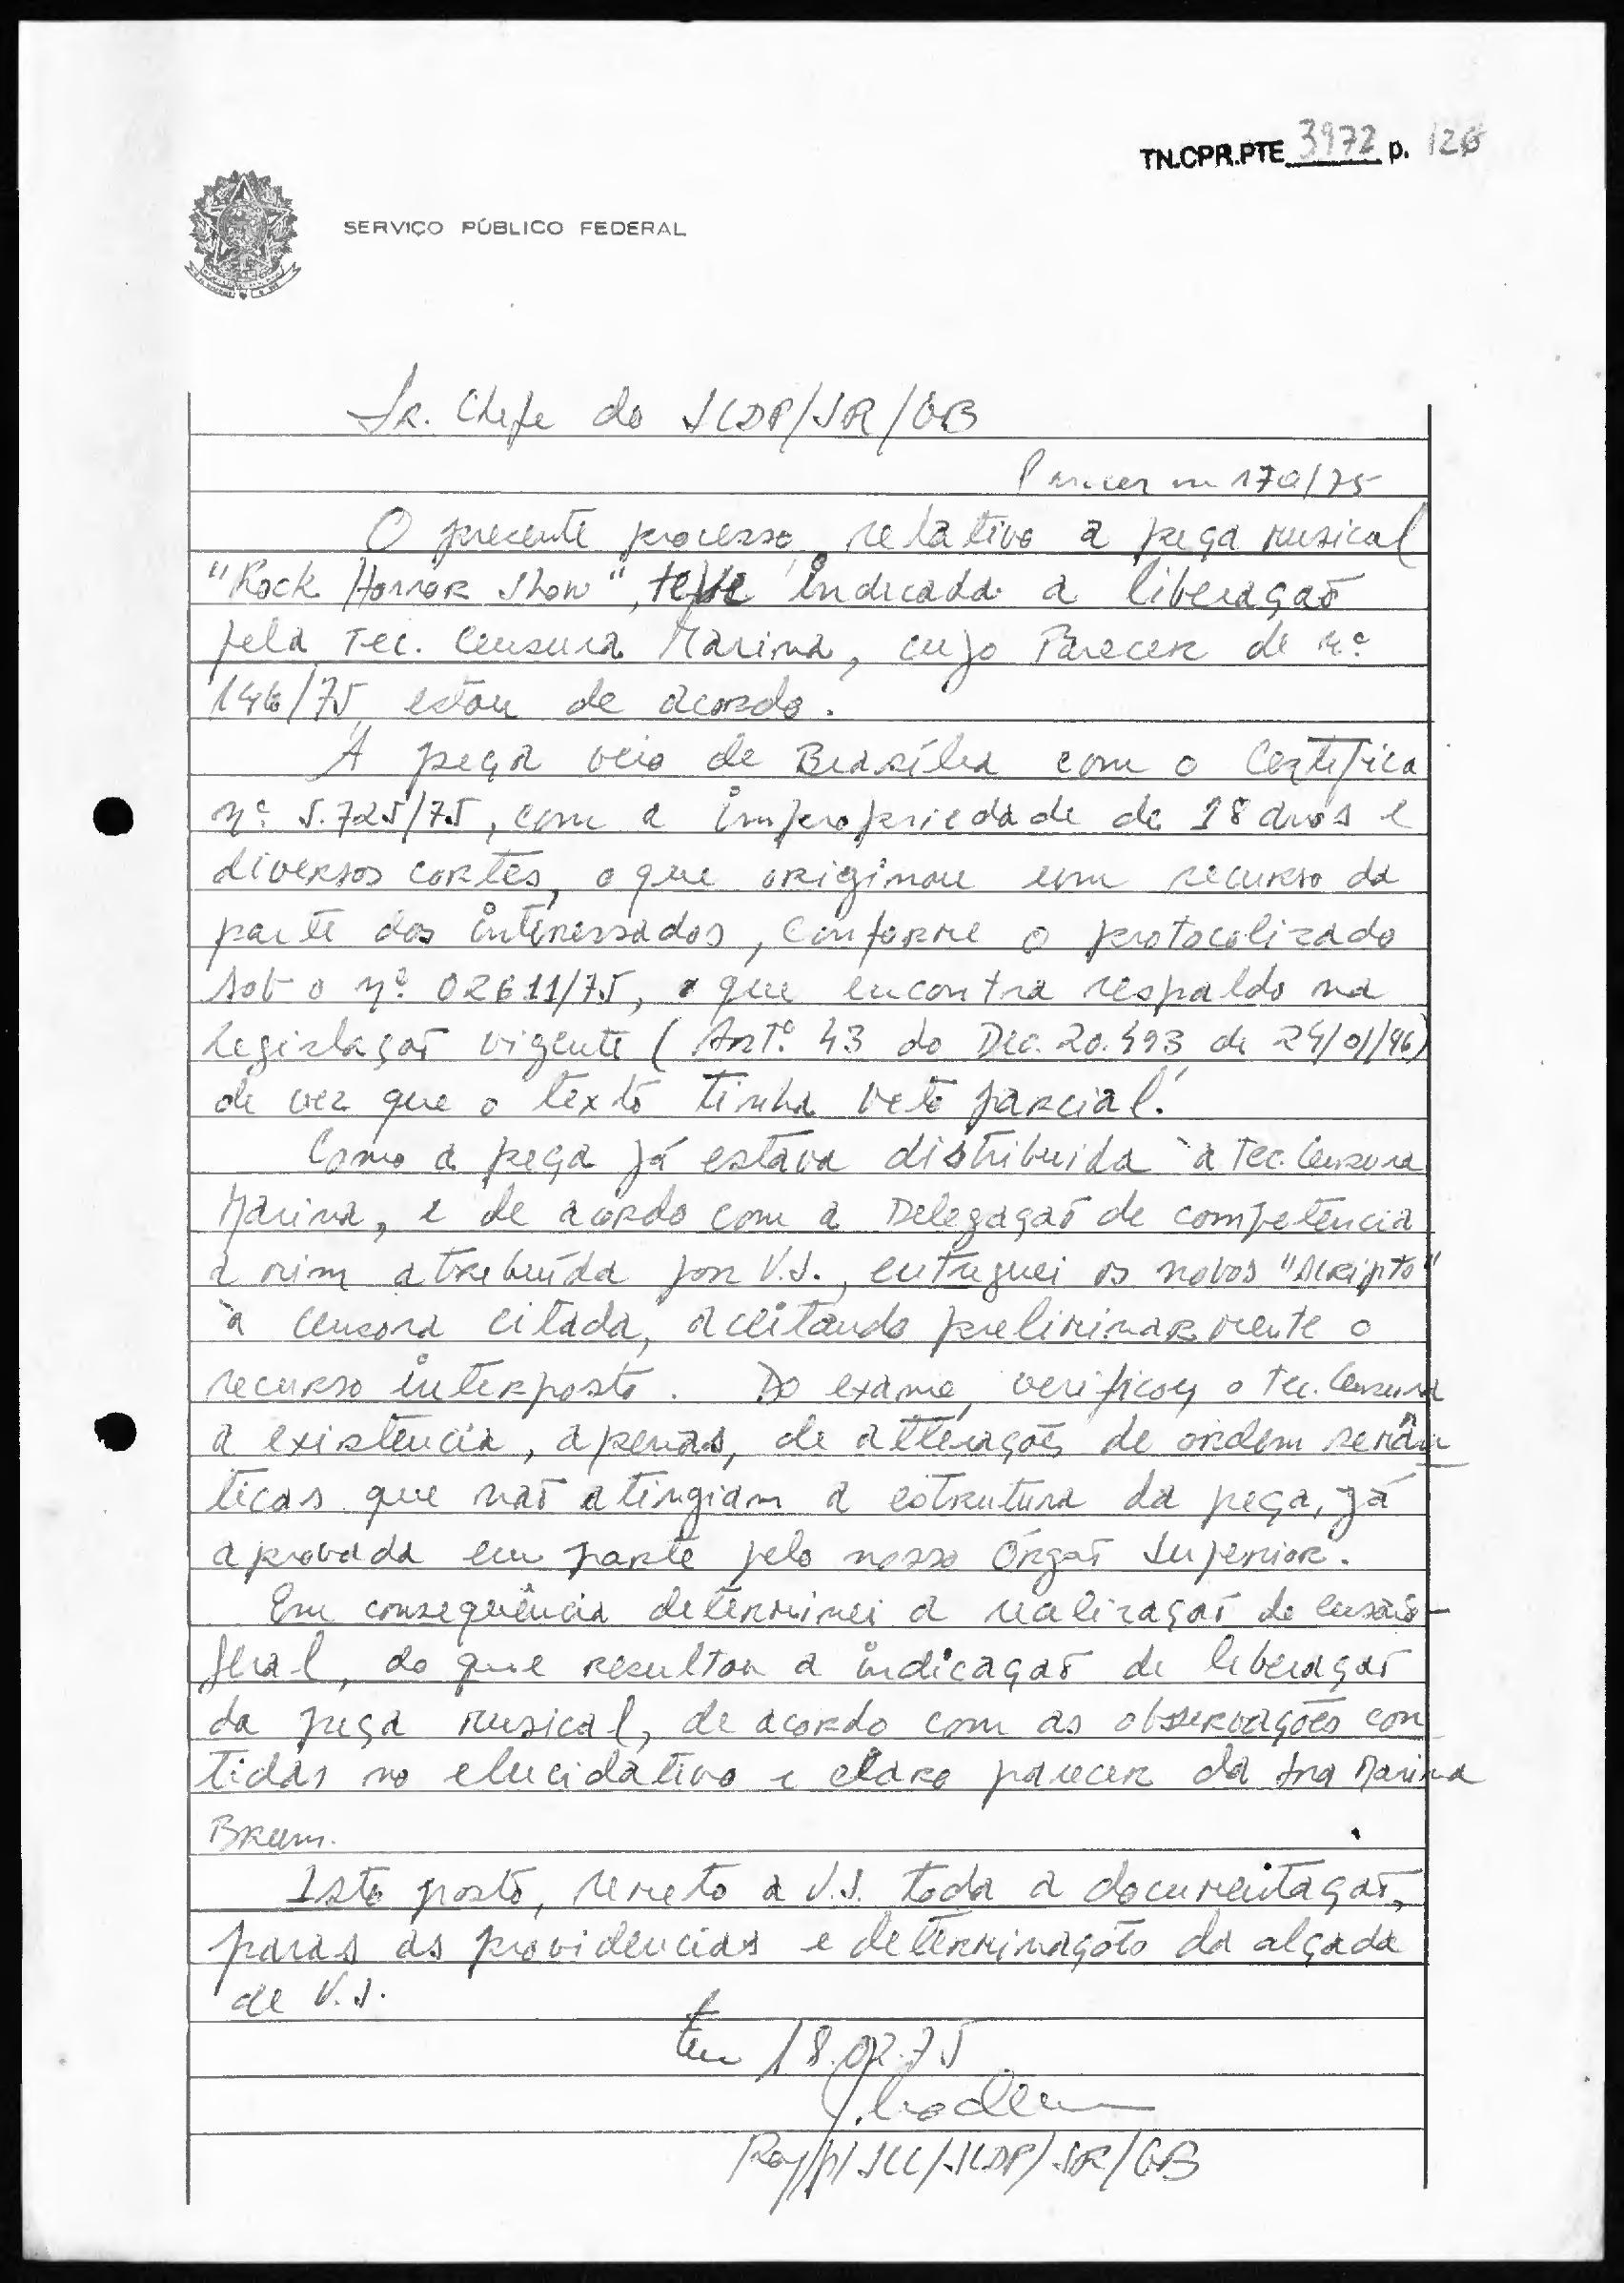 TN.CPR.PTE 3972 p. 126
SERVIÇO PÚBLICO FEDERAL
Sr. Chefe do SCDP/SR/GB
Parecer nº 170/75
O precente processo, relativo a peça musical
"Rock Horror Show", teve indicada a liberação
pela Tec. Censura Marina, cujo Parecer de nº
146/75, estou de acordo.
A peça veio de Brasília com o Certifica
nº 5.725/75, com a impropriedade de 18 anos e
diversos cortes, o que originou um recurso da
parte dos interessados, conforme o protocolizado
sob o nº 02611/75, o que encontra respaldo na
Legislação vigente (Artº. 43 do Dec. 20.493 de 24/01/46)
de vez que o texto tinha veto parcial.
Como a peça já estava distribuida à Tec. Censura
Marina, e de acordo com a Delegação de competência
a mim atribuída por V.S., entreguei os novos "scripts"
à censora citada, aceitando preliminarmente o
recurso interposto. Do exame, verificou o Tec. Censura
a existência, apenas, de alterações de ordem semân
ticas que não atingiam a estrutura da peça, já
aprovada em parte pelo nosso Órgão Superior.
Em consequência determinei a realização de ensaio-
geral, do que resultou a indicação de liberação
da peça musical, de acordo com as observações con
tidas no elucidativo e claro parecer da Sra Marina
Brum.
Isto posto, remeto a V.S. toda a documentação,
paras as providencias e determinações da alçada
de V.S.
Em 18.02.75
SCC/SCDP/SR/GB